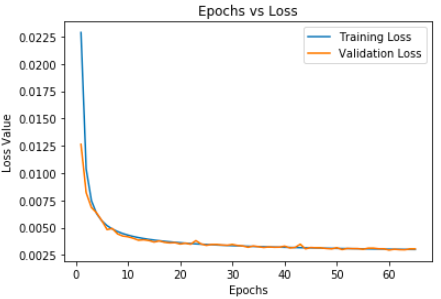 Epochs vs Loss
Training Loss
Validation Loss
Loss Value
0.0225
0.0200
0.0175
0.0150
0.0125
0.0100
0.0075
0.0050
0.0025
0 10 20 30 40 50 60
Epochs